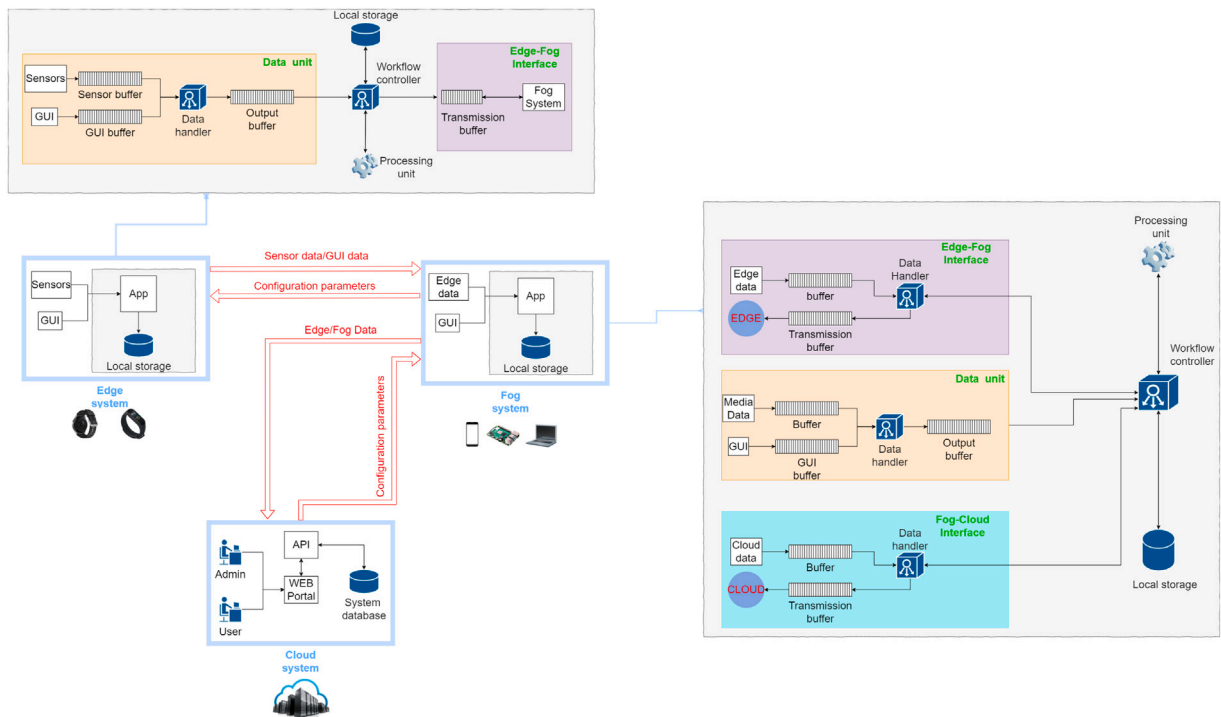 Local storage
Data unit
Edge-Fog
Interface
Sensors
Sensor buffer
Workflow
controller
Fog
System
GUI
GUI buffer
Data
handler
Output
buffer
Transmission
buffer
Processing
unit
Sensors
GUI
App
Local storage
Edge
system
Sensor data/GUI data
Configuration parameters
Edge/Fog Data
Configuration parameters
Edge
data
GUI
App
Local storage
Fog
system
Admin
User
API
WEB
Portal
System
database
Cloud
system
Processing
unit
Edge-Fog
Interface
Edge
data
buffer
Data
Handler
EDGE
Transmission
buffer
Workflow
controller
Data unit
Media
Data
Buffer
GUI
GUI
buffer
Data
handler
Output
buffer
Fog-Cloud
Interface
Cloud
data
Buffer
Data
handler
CLOUD
Transmission
buffer
Local storage